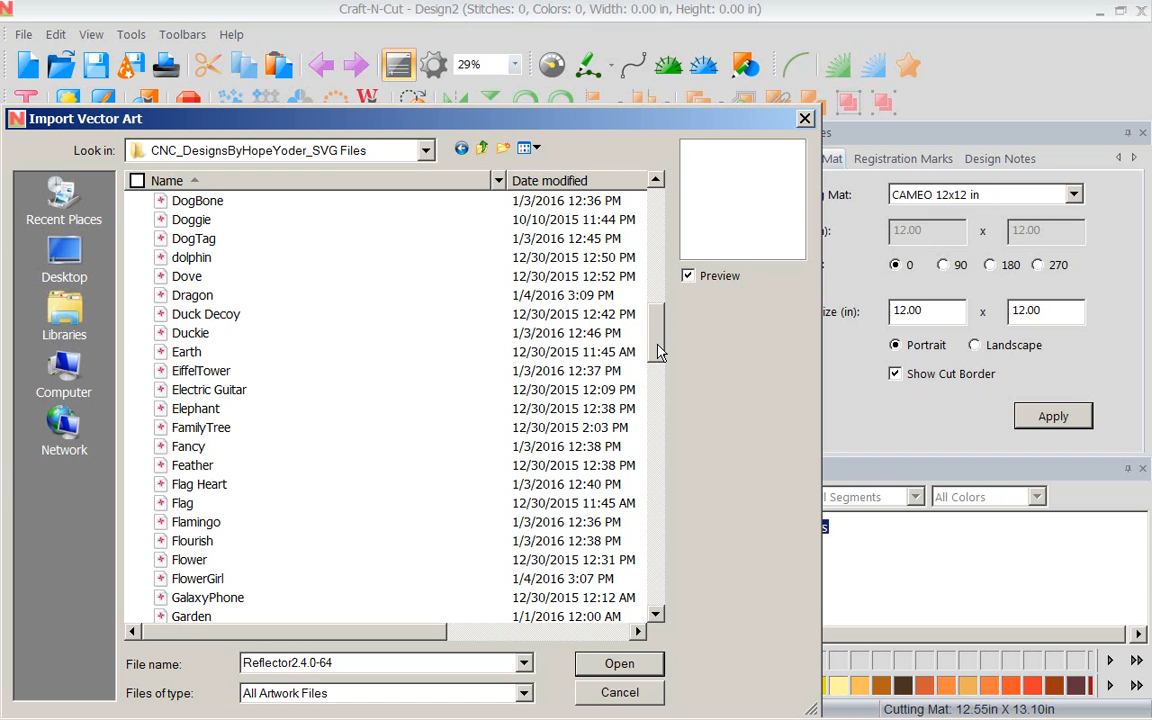 Craft-N-Cut - Design2 (Stitches: 0, Colors: 0, Width: 0.00 in, Height: 0.00 in)
File Edit View Tools Toolbars Help
29%
Import Vector Art
Look in: CNC_DesignsByHopeYoder_SVG Files
Mat Registration Marks Design Notes
Name Date modified
Mat: CAMEO 12x12 in
DogBone 1/3/2016 12:36 PM
Doggie 10/10/2015 11:44 PM
12.00 x 12.00
DogTag 1/3/2016 12:45 PM
dolphin 12/30/2015 12:50 PM
0 90 180 270
Dove 12/30/2015 12:52 PM
Preview
Dragon 1/4/2016 3:09 PM
Duck Decoy 12/30/2015 12:42 PM
12.00 x 12.00
Duckie 1/3/2016 12:46 PM
Portrait Landscape
Earth 12/30/2015 11:45 AM
EiffelTower 1/3/2016 12:37 PM
Show Cut Border
Electric Guitar 12/30/2015 12:09 PM
Elephant 12/30/2015 12:38 PM
Apply
FamilyTree 12/30/2015 2:03 PM
Fancy 1/3/2016 12:38 PM
Feather 12/30/2015 12:38 PM
Flag Heart 1/3/2016 12:40 PM
Segments All Colors
Flag 12/30/2015 11:45 AM
Flamingo 1/3/2016 12:36 PM
Flourish 1/3/2016 12:38 PM
Flower 12/30/2015 12:31 PM
FlowerGirl 1/4/2016 3:07 PM
GalaxyPhone 12/30/2015 12:12 AM
Garden 1/1/2016 12:00 AM
Recent Places
Desktop
Libraries
Computer
Network
File name: Reflector2.4.0-64 Open
Files of type: All Artwork Files Cancel
Cutting Mat: 12.55in X 13.10in